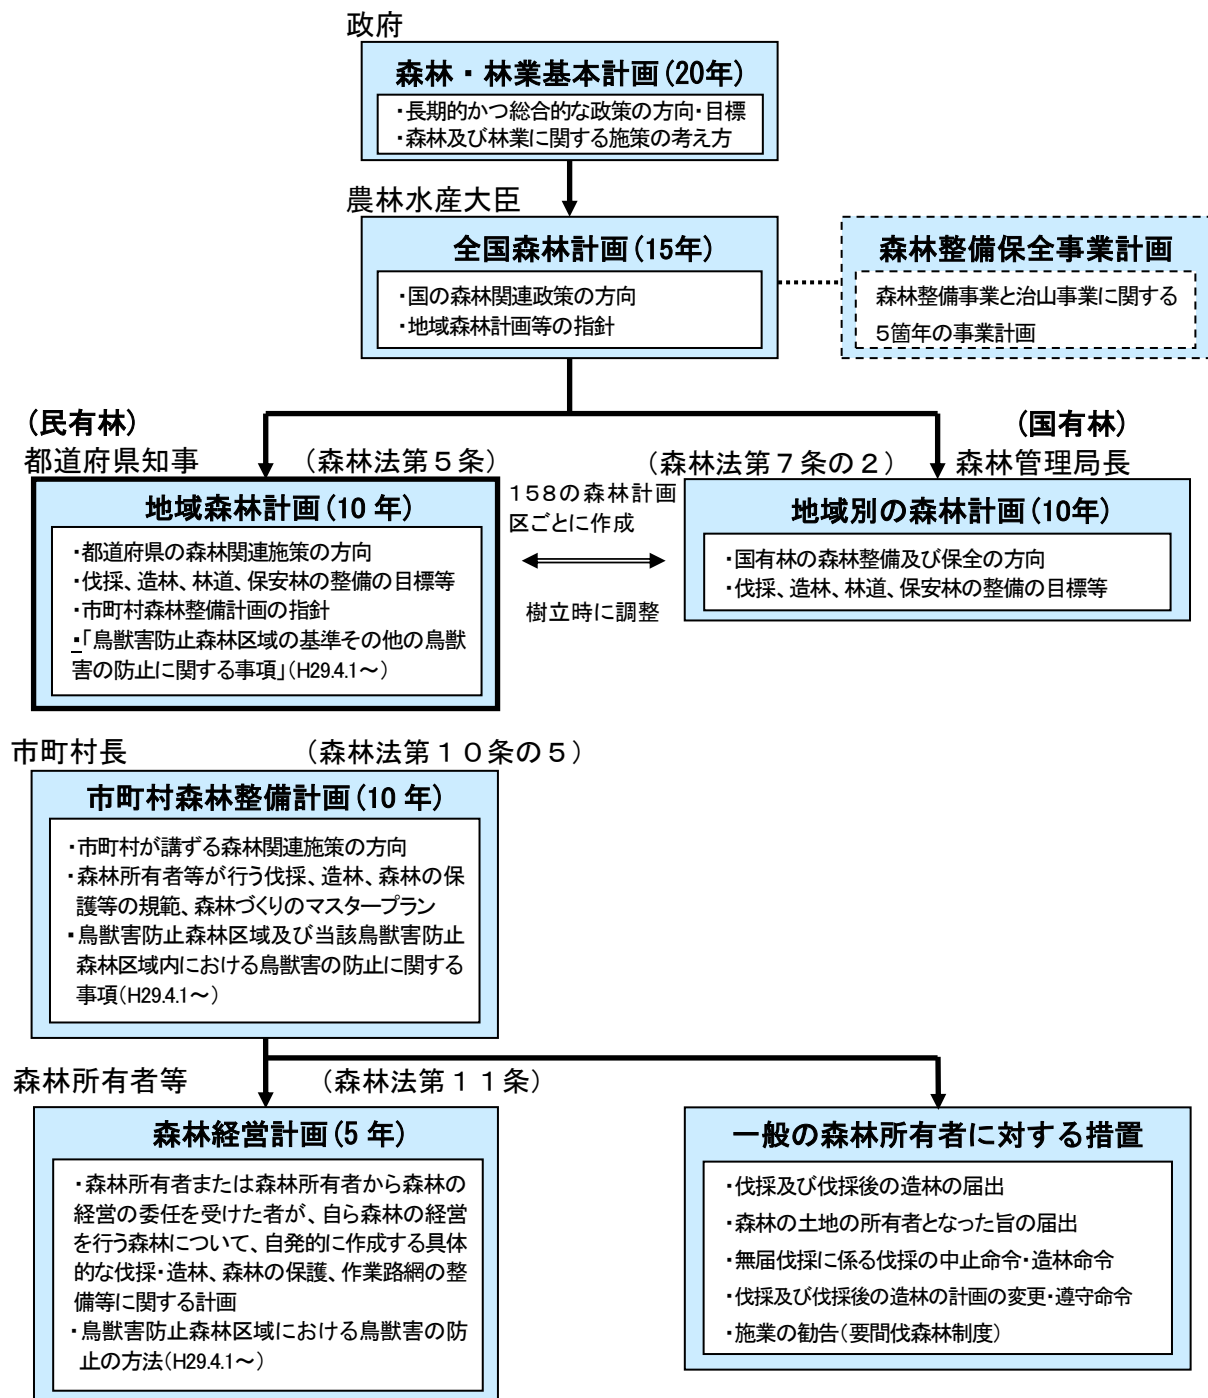 政府
森林・林業基本計画(20年)
・長期的かつ総合的な政策の方向・目標
・森林及び林業に関する施策の考え方
農林水産大臣
全国森林計画(15年)
・国の森林関連政策の方向
・地域森林計画等の指針
森林整備保全事業計画
森林整備事業と治山事業に関する
5箇年の事業計画
(民有林)
都道府県知事 (森林法第5条)
地域森林計画(10年)
・都道府県の森林関連施策の方向
・伐採、造林、林道、保安林の整備の目標等
・市町村森林整備計画の指針
・「鳥獣害防止森林区域の基準その他の鳥獣
害の防止に関する事項」(H29.4.1～)
158の森林計画
区ごとに作成
樹立時に調整
(国有林)
(森林法第7条の2) 森林管理局長
地域別の森林計画(10年)
・国有林の森林整備及び保全の方向
・伐採、造林、林道、保安林の整備の目標等
市町村長 (森林法第10条の5)
市町村森林整備計画(10年)
・市町村が講ずる森林関連施策の方向
・森林所有者等が行う伐採、造林、森林の保
護等の規範、森林づくりのマスタープラン
・鳥獣害防止森林区域及び当該鳥獣害防止
森林区域内における鳥獣害の防止に関する
事項(H29.4.1～)
森林所有者等 (森林法第11条)
森林経営計画(5年)
・森林所有者または森林所有者から森林の
経営の委任を受けた者が、自ら森林の経営
を行う森林について、自発的に作成する具体
的な伐採・造林、森林の保護、作業路網の整
備等に関する計画
・鳥獣害防止森林区域における鳥獣害の防
止の方法(H29.4.1～)
一般の森林所有者に対する措置
・伐採及び伐採後の造林の届出
・森林の土地の所有者となった旨の届出
・無届伐採に係る伐採の中止命令・造林命令
・伐採及び伐採後の造林の計画の変更・遵守命令
・施業の勧告(要間伐森林制度)